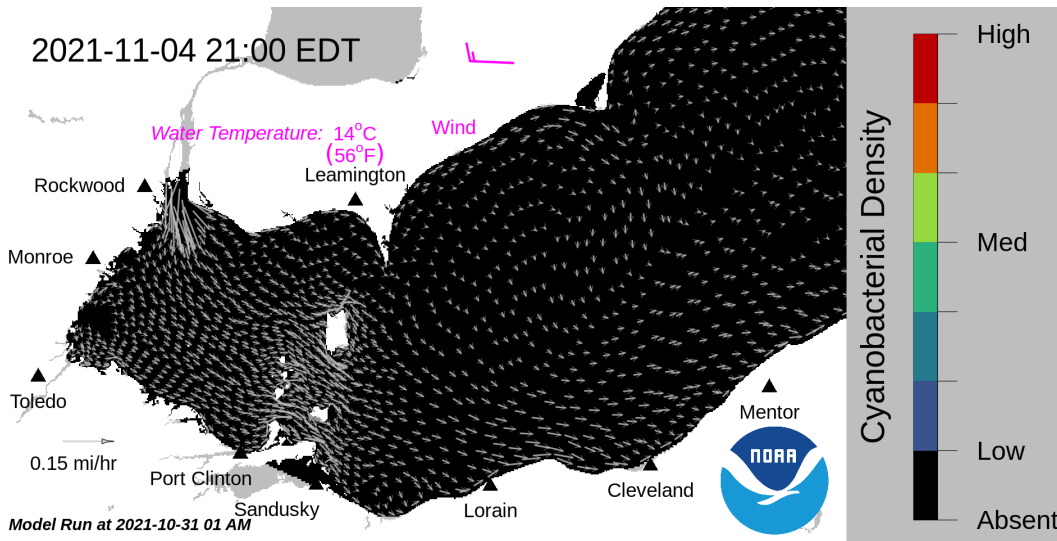 2021-11-04 21:00 EDT
High
Wind
Water Temperature: 14°C
(56°F)
Leamington
Rockwood
Cyanobacterial Density
Med
Monroe
Toledo
Mentor
NOAA
0.15 mi/hr
Port Clinton
Low
Cleveland
Sandusky
Lorain
Model Run at 2021-10-31 01 AM
Absent